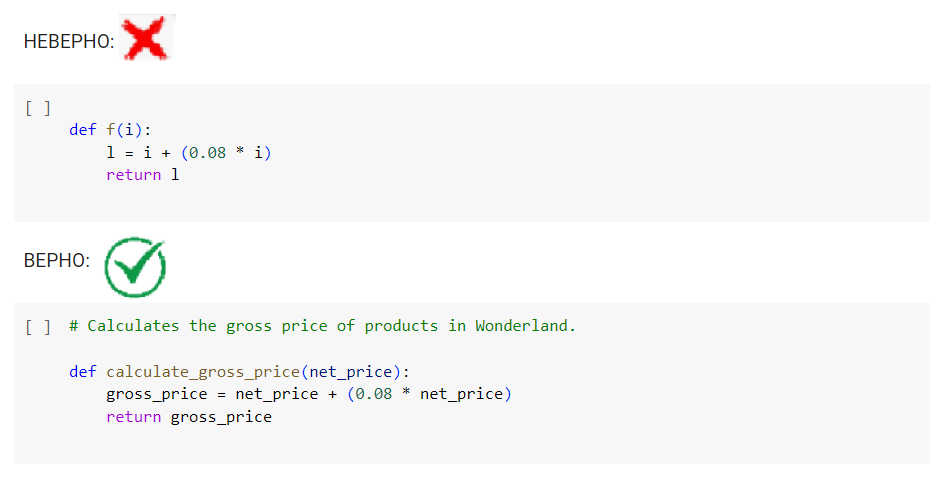 НЕВЕРНО:
[ ]
def f(i):
    l = i + (0.08 * i)
    return l
ВЕРНО:
[ ] # Calculates the gross price of products in Wonderland.
def calculate_gross_price(net_price):
    gross_price = net_price + (0.08 * net_price)
    return gross_price